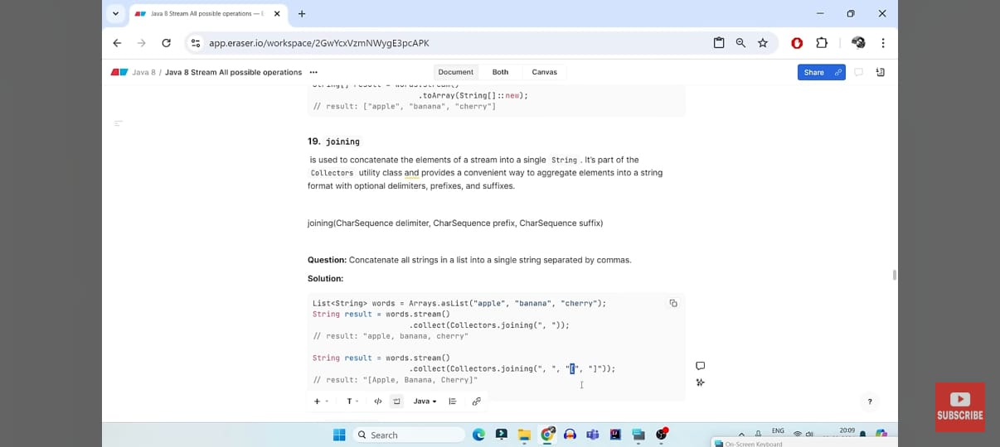 Java 8 Stream All possible operations — E
app.eraser.io/workspace/2GwYcxVzmNWygE3pcAPK
Java 8 / Java 8 Stream All possible operations
Document Both Canvas
Share
String[] result = words.stream()
.toArray(String[]::new);
// result: ["apple", "banana", "cherry"]
19. joining
is used to concatenate the elements of a stream into a single String . It's part of the
Collectors utility class and provides a convenient way to aggregate elements into a string
format with optional delimiters, prefixes, and suffixes.
joining(CharSequence delimiter, CharSequence prefix, CharSequence suffix)
Question: Concatenate all strings in a list into a single string separated by commas.
Solution:
List<String> words = Arrays.asList("apple", "banana", "cherry");
String result = words.stream()
.collect(Collectors.joining(", "));
// result: "apple, banana, cherry"
String result = words.stream()
.collect(Collectors.joining(", ", "[", "]"));
// result: "[Apple, Banana, Cherry]"
T Java
?
SUBSCRIBE
Search
ENG
20:09
On-Screen Keyboard